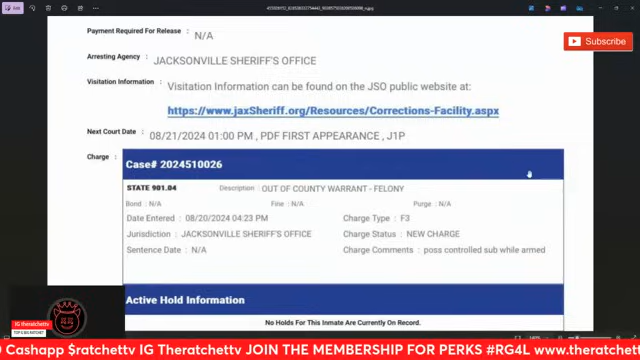 Edit
Payment Required For Release : N/A
Arresting Agency : JACKSONVILLE SHERIFF'S OFFICE
Subscribe
Visitation Information : Visitation Information can be found on the JSO public website at:
https://www.jaxSheriff.org/Resources/Corrections-Facility.aspx
Next Court Date : 08/21/2024 01:00 PM , PDF FIRST APPEARANCE , J1P
Charge :
Case# 2024510026
STATE 901.04 Description : OUT OF COUNTY WARRANT - FELONY
Bond : N/A Fine : N/A Purge : N/A
Date Entered : 08/20/2024 04:23 PM Charge Type : F3
Jurisdiction : JACKSONVILLE SHERIFF'S OFFICE Charge Status : NEW CHARGE
Sentence Date : N/A Charge Comments : poss controlled sub while armed
Active Hold Information
No Holds For This Inmate Are Currently On Record.
IG theratchettv
Cashapp $ratchettv IG Theratchettv JOIN THE MEMBERSHIP FOR PERKS #RG4L www.theratchett